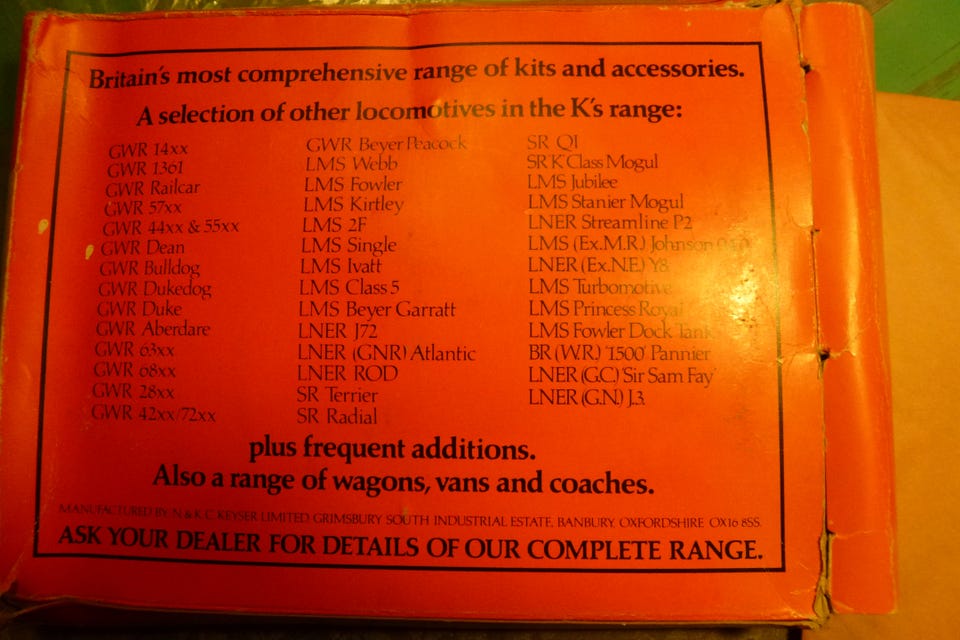 Britain's most comprehensive range of kits and accessories.
A selection of other locomotives in the K's range:
GWR 14xx
GWR 1361
GWR Railcar
GWR 57xx
GWR 44xx & 55xx
GWR Dean
GWR Bulldog
GWR Dukedog
GWR Duke
GWR Aberdare
GWR 63xx
GWR 68xx
GWR 28xx
GWR 42xx/72xx
GWR Beyer Peacock
LMS Webb
LMS Fowler
LMS Kirtley
LMS 2F
LMS Single
LMS Ivatt
LMS Class 5
LMS Beyer Garratt
LNER J72
LNER (GNR) Atlantic
LNER ROD
SR Terrier
SR Radial
SR Q1
SR K Class Mogul
LMS Jubilee
LMS Stanier Mogul
LNER Streamline P2
LMS (Ex.M.R.) Johnson
LNER (Ex.N.E.) Y8
LMS Turbomotive
LMS Princess Royal
LMS Fowler Dock Tank
BR (W.R.) '1500' Pannier
LNER (G.C.) 'Sir Sam Fay'
LNER (G.N.) J.3
plus frequent additions.
Also a range of wagons, vans and coaches.
MANUFACTURED BY: N & K.C. KEYSER LIMITED, GRIMSBURY SOUTH INDUSTRIAL ESTATE, BANBURY, OXFORDSHIRE OX16 8SS.
ASK YOUR DEALER FOR DETAILS OF OUR COMPLETE RANGE.